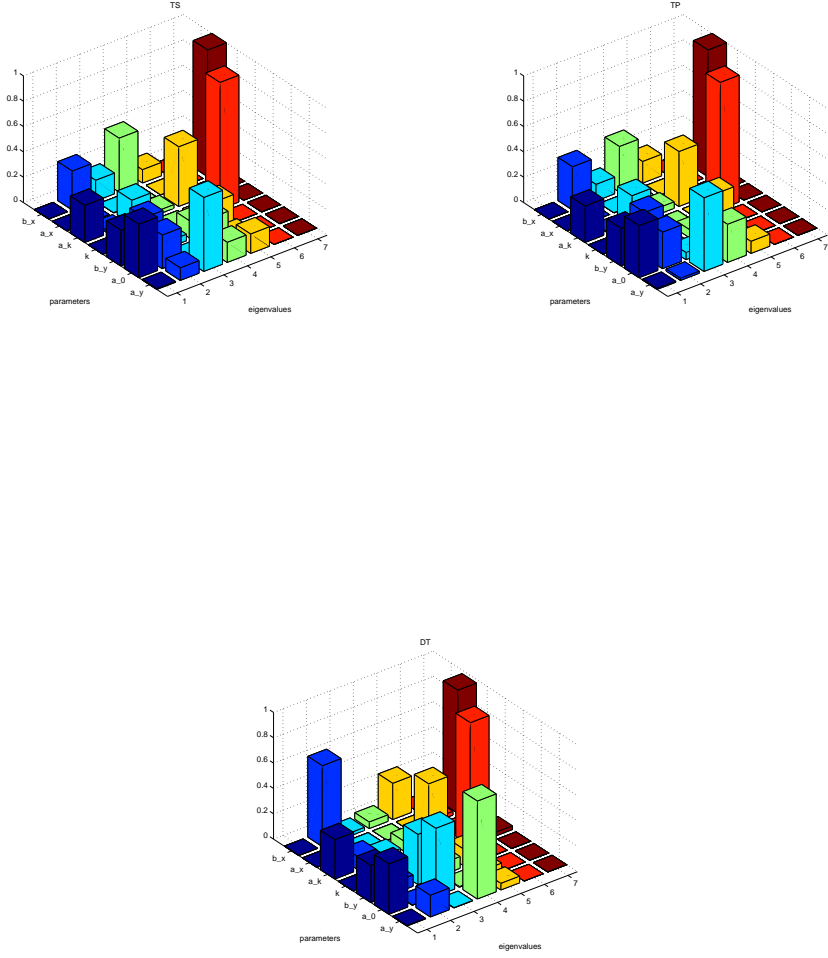 TS
1
0.8
0.6
0.4
0.2
0
b_x
a_x
a_k
k
b_y
a_0
a_y
1
2
3
4
5
6
7
parameters
eigenvalues
TP
1
0.8
0.6
0.4
0.2
0
b_x
a_x
a_k
k
b_y
a_0
a_y
1
2
3
4
5
6
7
parameters
eigenvalues
DT
1
0.8
0.6
0.4
0.2
0
b_x
a_x
a_k
k
b_y
a_0
a_y
1
2
3
4
5
6
7
parameters
eigenvalues